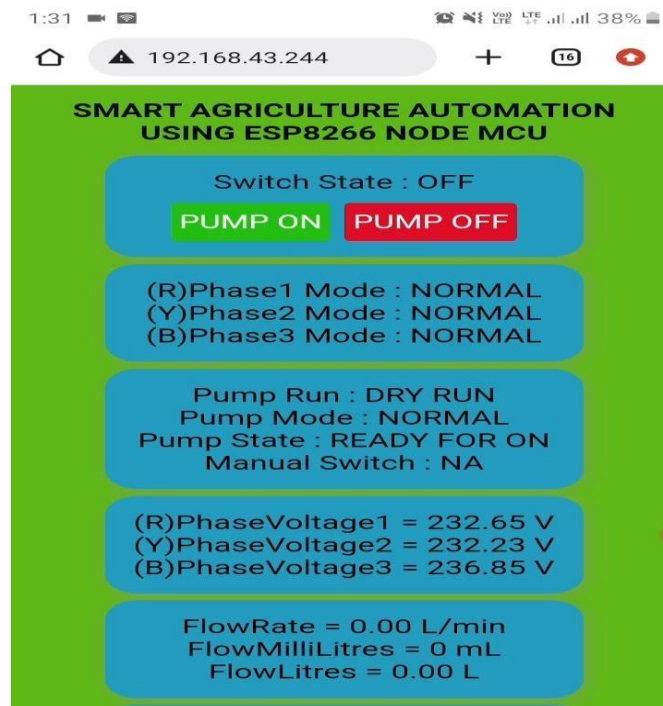 1:31 Vo)) LTE LTE 38%
192.168.43.244 16
SMART AGRICULTURE AUTOMATION
USING ESP8266 NODE MCU
Switch State : OFF
PUMP ON PUMP OFF
(R)Phase1 Mode : NORMAL
(Y)Phase2 Mode : NORMAL
(B)Phase3 Mode : NORMAL
Pump Run : DRY RUN
Pump Mode : NORMAL
Pump State : READY FOR ON
Manual Switch : NA
(R)PhaseVoltage1 = 232.65 V
(Y)PhaseVoltage2 = 232.23 V
(B)PhaseVoltage3 = 236.85 V
FlowRate = 0.00 L/min
FlowMilliLitres = 0 mL
FlowLitres = 0.00 L